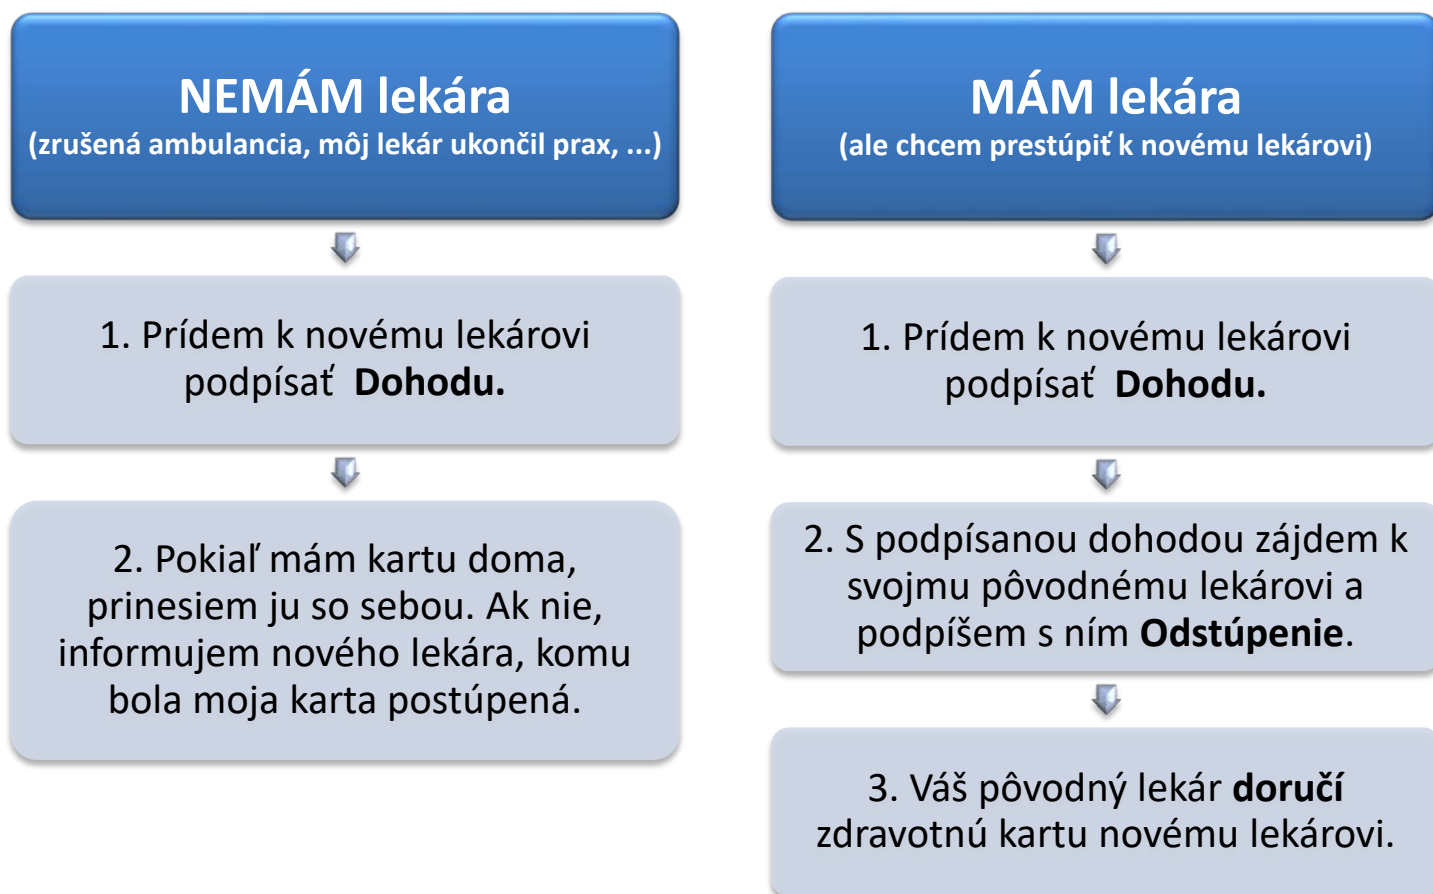 NEMÁM lekára
(zrušená ambulancia, môj lekár ukončil prax, ...)
1. Prídem k novému lekárovi
podpísať  Dohodu.
2. Pokiaľ mám kartu doma,
prinesiem ju so sebou. Ak nie,
informujem nového lekára, komu
bola moja karta postúpená.
MÁM lekára
(ale chcem prestúpiť k novému lekárovi)
1. Prídem k novému lekárovi
podpísať  Dohodu.
2. S podpísanou dohodou zájdem k
svojmu pôvodnému lekárovi a
podpíšem s ním Odstúpenie.
3. Váš pôvodný lekár doručí
zdravotnú kartu novému lekárovi.